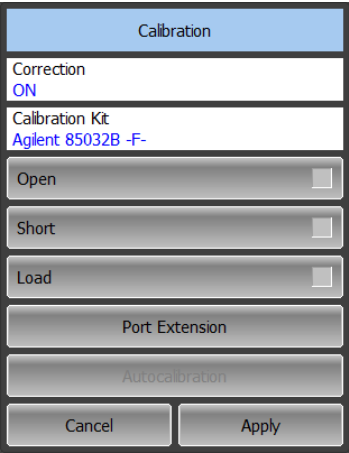 Calibration
Correction
ON
Calibration Kit
Agilent 85032B -F-
Open
Short
Load
Port Extension
Autocalibration
Cancel
Apply